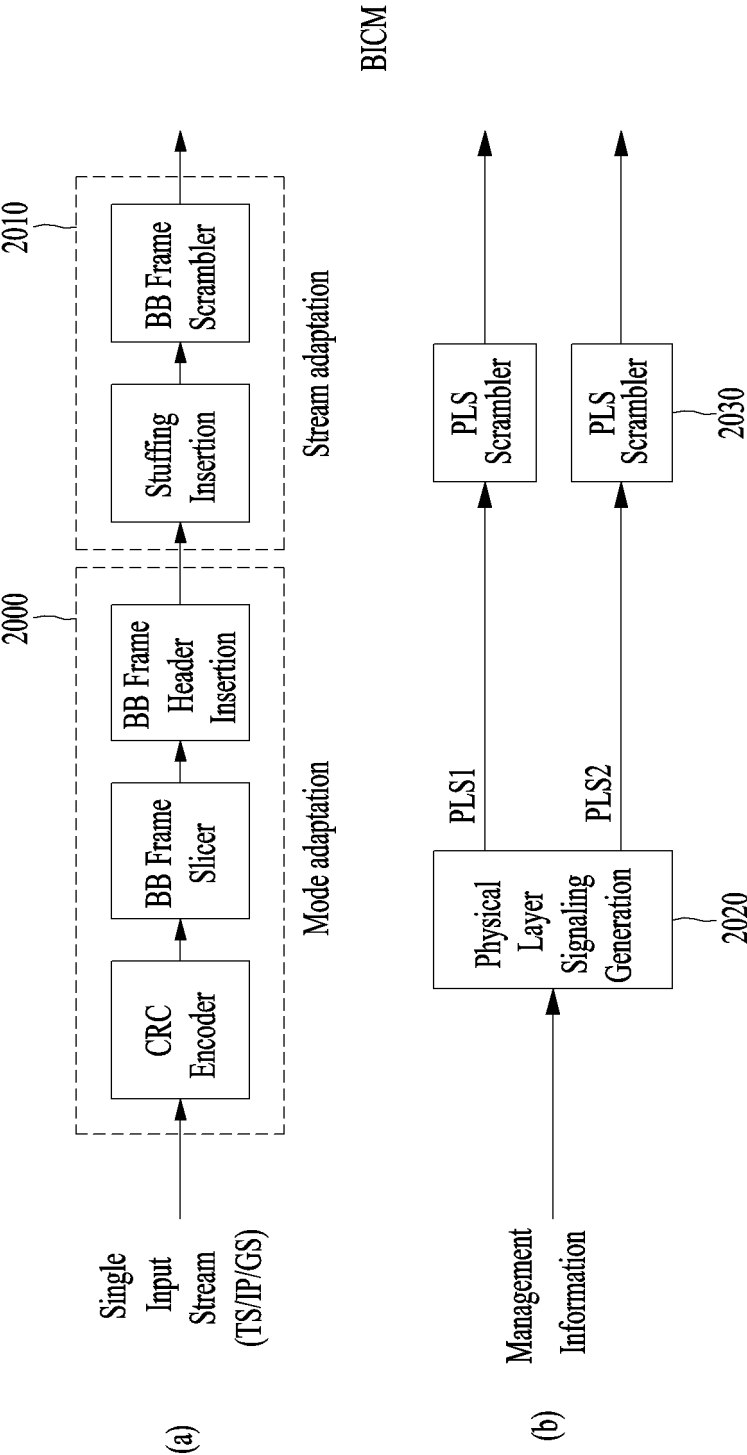 (a)
Single
Input
Stream
(TS/IP/GS)
CRC
Encoder
BB Frame
Slicer
BB Frame
Header
Insertion
Mode adaptation
2000
Stuffing
Insertion
BB Frame
Scrambler
Stream adaptation
2010
BICM
(b)
Management
Information
Physical
Layer
Signaling
Generation
2020
PLS1
PLS2
PLS
Scrambler
PLS
Scrambler
2030